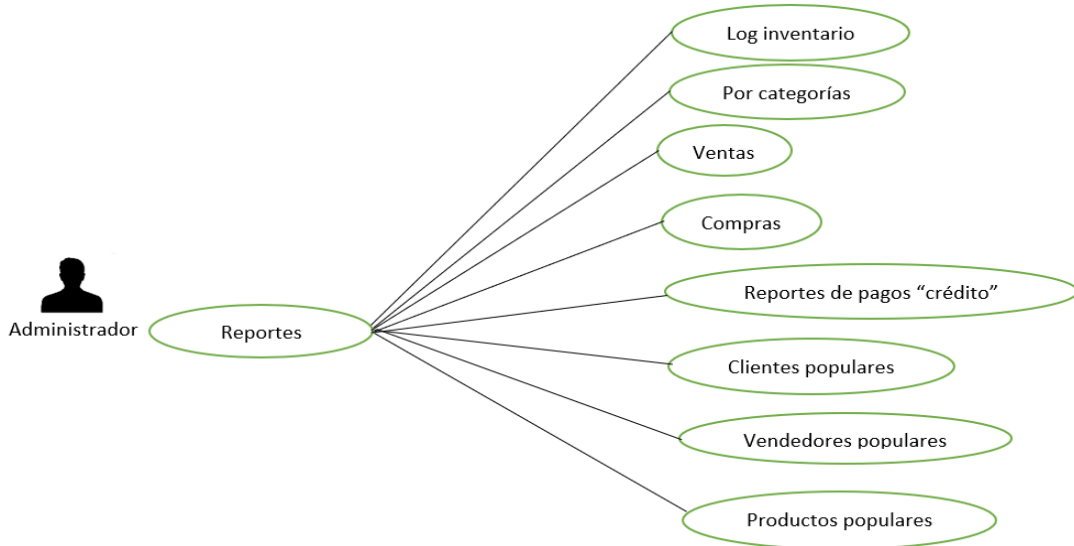 Log inventario
Por categorías
Ventas
Compras
Reportes de pagos “crédito”
Administrador
Reportes
Clientes populares
Vendedores populares
Productos populares